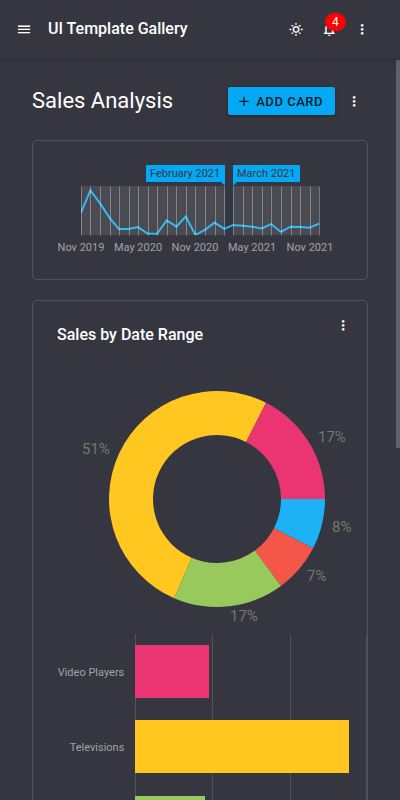 UI Template Gallery
4
Sales Analysis
ADD CARD
February 2021
March 2021
Nov 2019 May 2020 Nov 2020 May 2021 Nov 2021
Sales by Date Range
51%
17%
8%
7%
17%
Video Players
Televisions